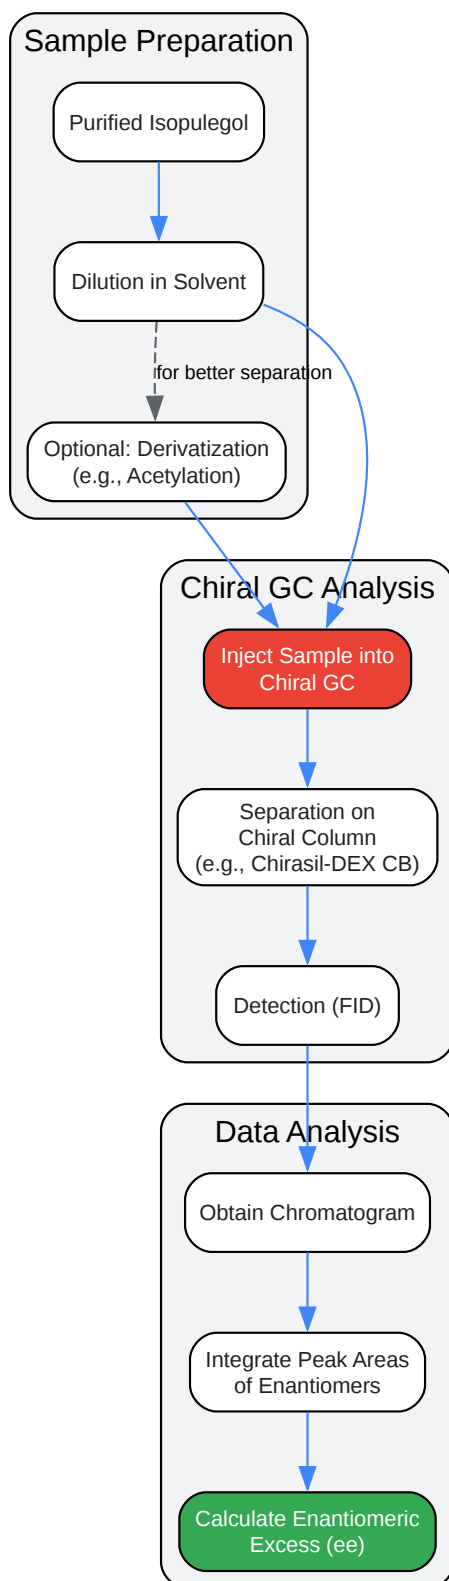 Sample Preparation
Purified Isopulegol
Dilution in Solvent
for better separation
Optional: Derivatization
(e.g., Acetylation)
Chiral GC Analysis
Inject Sample into
Chiral GC
Separation on
Chiral Column
(e.g., Chirasil-DEX CB)
Detection (FID)
Data Analysis
Obtain Chromatogram
Integrate Peak Areas
of Enantiomers
Calculate Enantiomeric
Excess (ee)